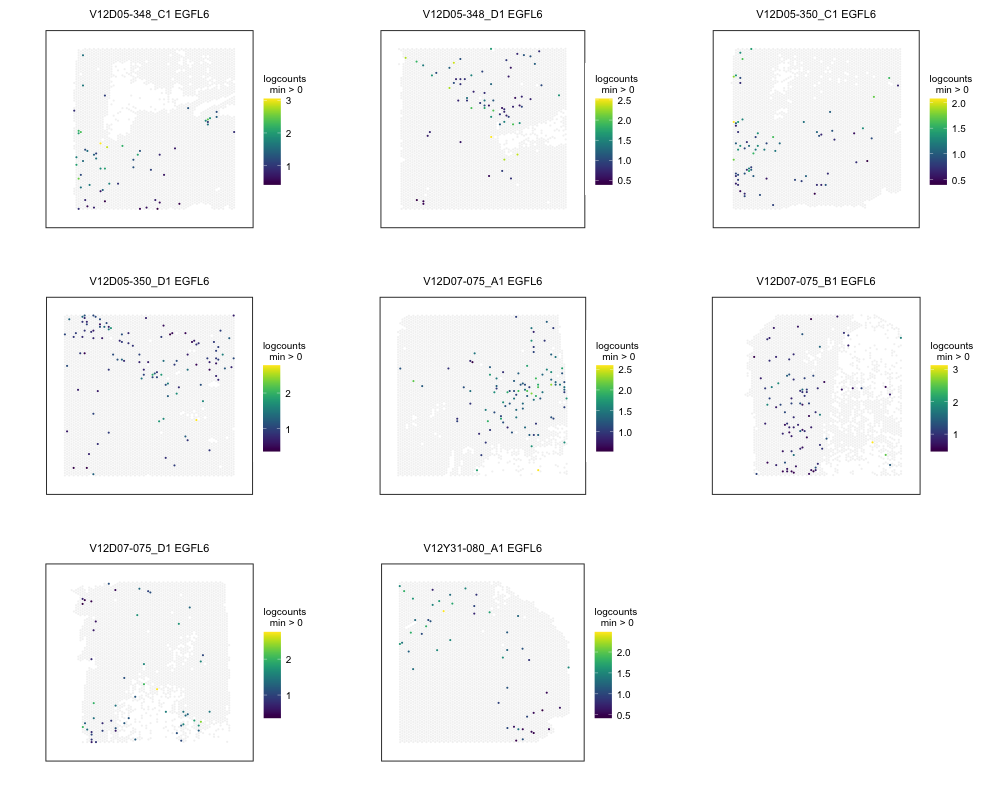 V12D05-348_C1 EGFL6
logcounts
min > 0
3
2
1
V12D05-348_D1 EGFL6
logcounts
min > 0
2.5
2.0
1.5
1.0
0.5
V12D05-350_C1 EGFL6
logcounts
min > 0
2.0
1.5
1.0
0.5
V12D05-350_D1 EGFL6
logcounts
min > 0
2
1
V12D07-075_A1 EGFL6
logcounts
min > 0
2.5
2.0
1.5
1.0
V12D07-075_B1 EGFL6
logcounts
min > 0
3
2
1
V12D07-075_D1 EGFL6
logcounts
min > 0
2
1
V12Y31-080_A1 EGFL6
logcounts
min > 0
2.0
1.5
1.0
0.5